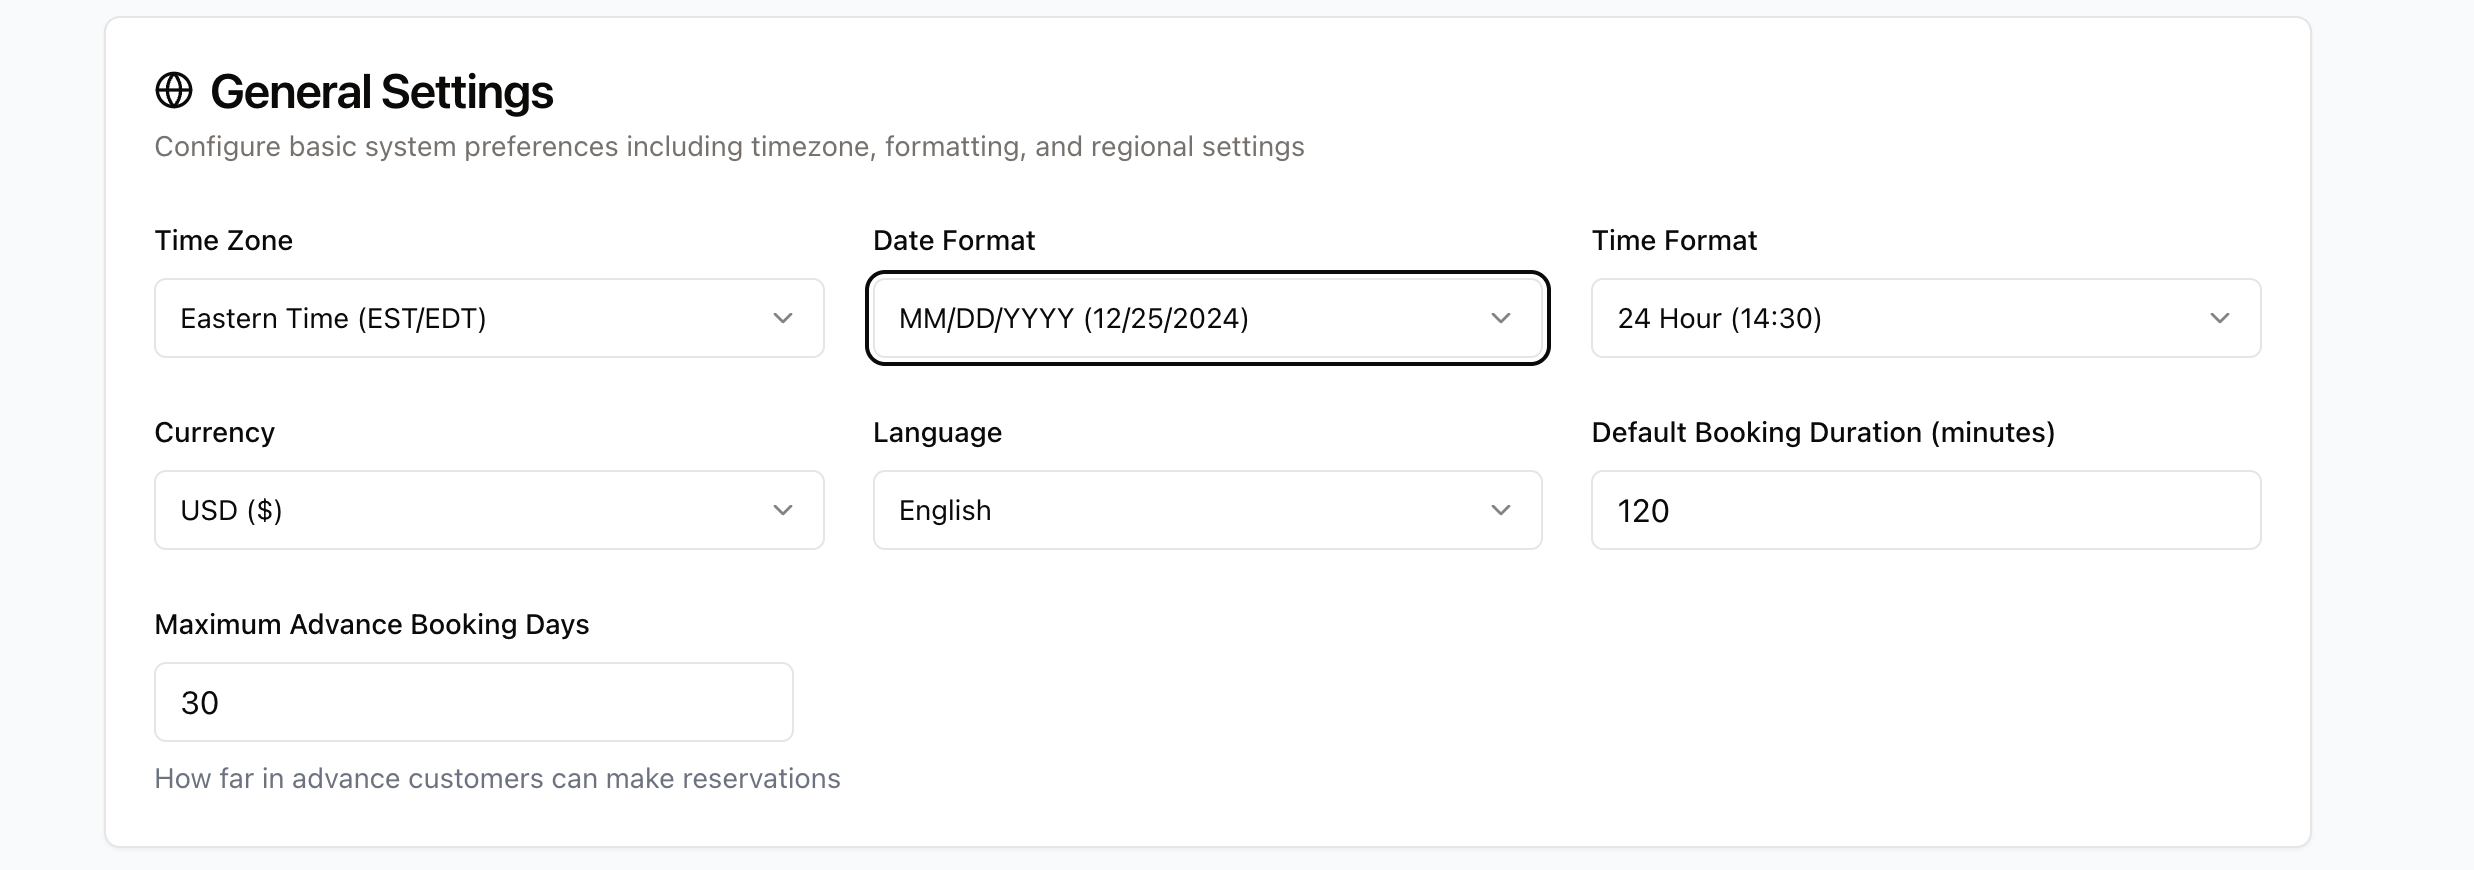 General Settings
Configure basic system preferences including timezone, formatting, and regional settings
Time Zone
Date Format
Time Format
Eastern Time (EST/EDT)
MM/DD/YYYY (12/25/2024)
24 Hour (14:30)
Currency
Language
Default Booking Duration (minutes)
USD ($)
English
120
Maximum Advance Booking Days
30
How far in advance customers can make reservations